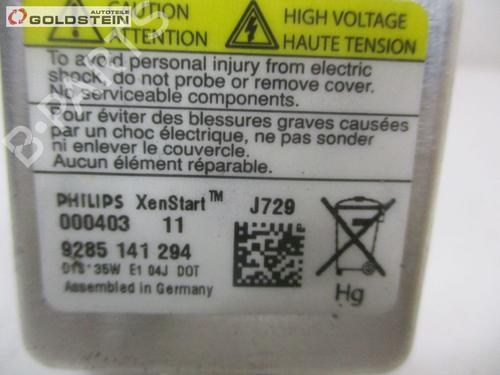 Autoteile
GOLDSTEIN
CAUTION
ATTENTION
HIGH VOLTAGE
HAUTE TENSION
To avoid personal injury from electric
shock, do not probe or remove cover.
No serviceable components.
Pour éviter des blessures graves causées
par un choc électrique, ne pas sonder
ni enlever le couvercle.
Aucun élément réparable.
PHILIPS XenStart™ J729
000403 11
9285 141 294
35W E1 04J DOT
Assembled in Germany
Hg
B-PARTS